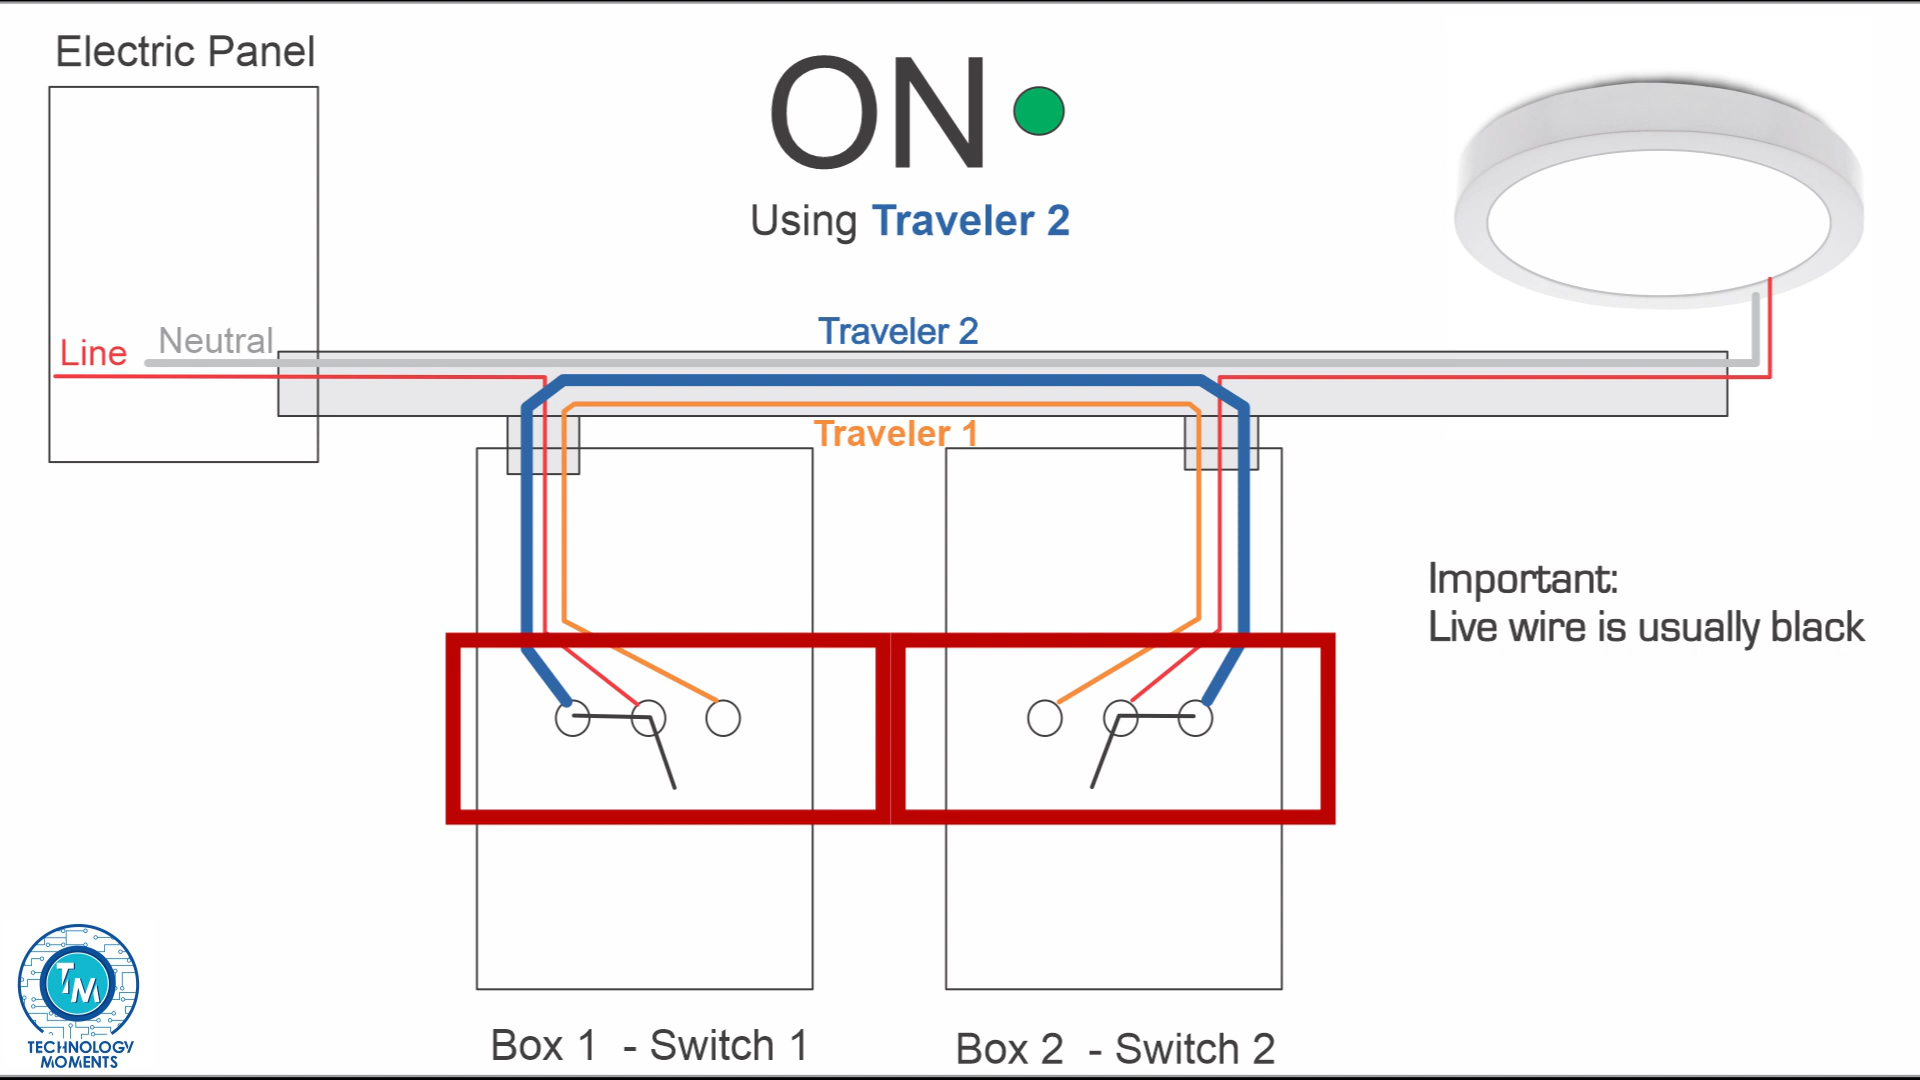 Electric Panel
ON
Using Traveler 2
Line
Neutral
Traveler 2
Traveler 1
Important:
Live wire is usually black
Box 1 - Switch 1
Box 2 - Switch 2
TM
TECHNOLOGY
MOMENTS